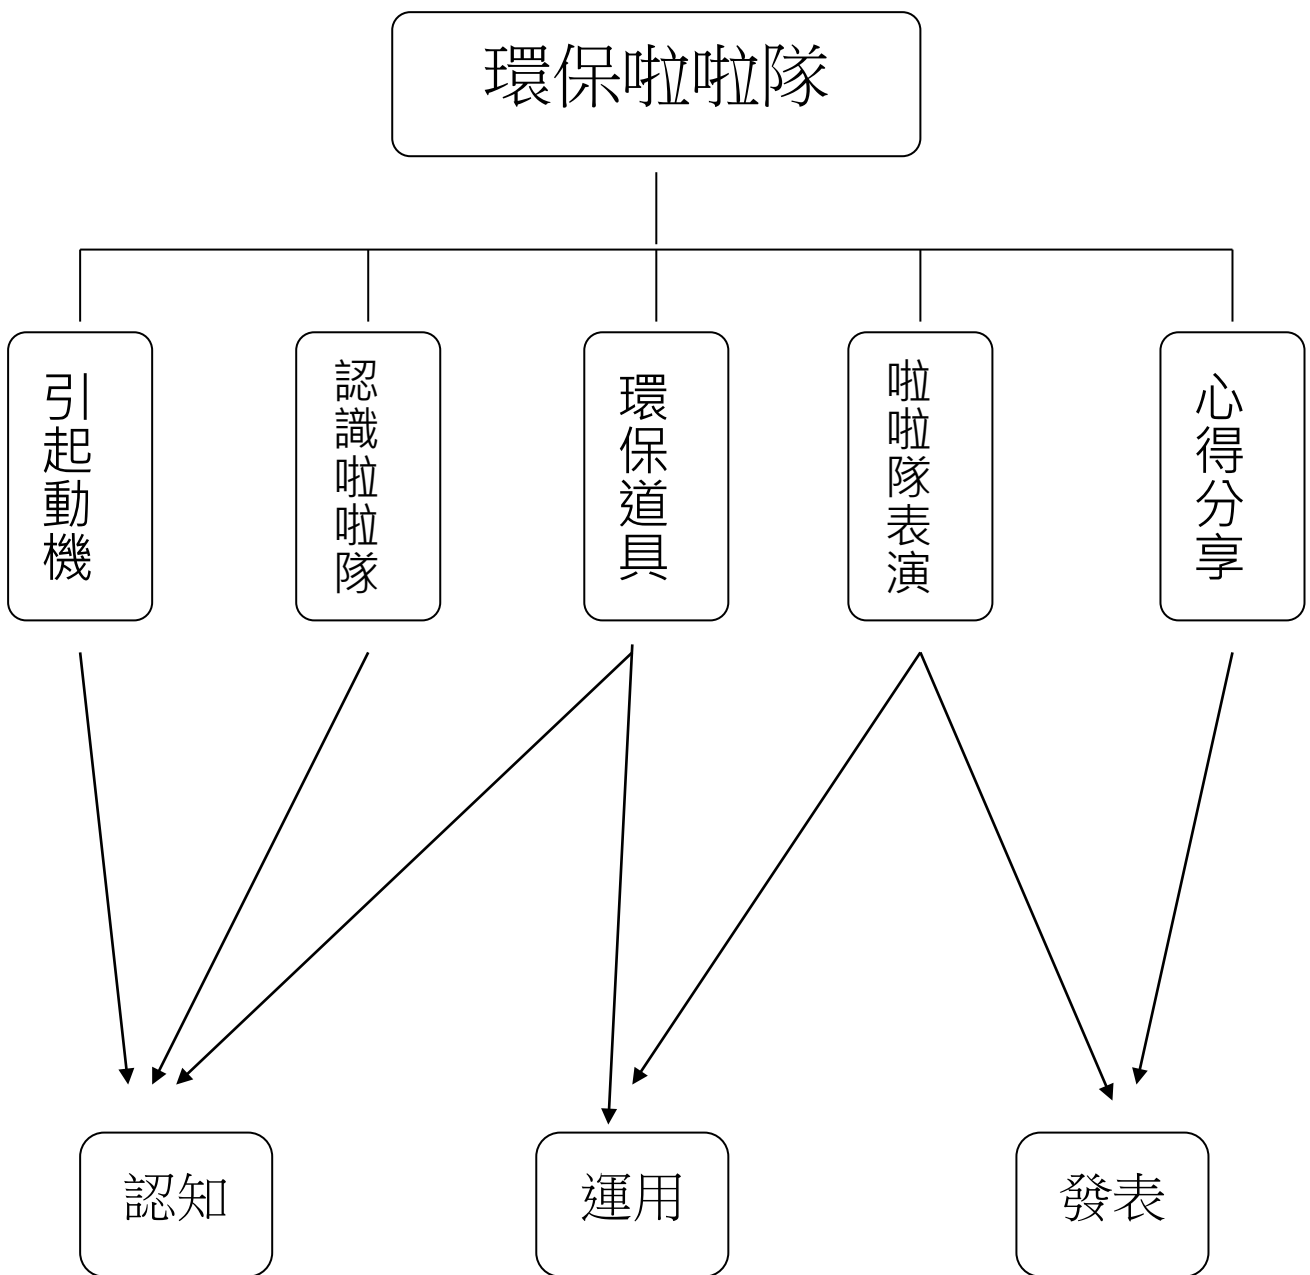 環保啦啦隊
引起動機
認識啦啦隊
環保道具
啦啦隊表演
心得分享
認知
運用
發表